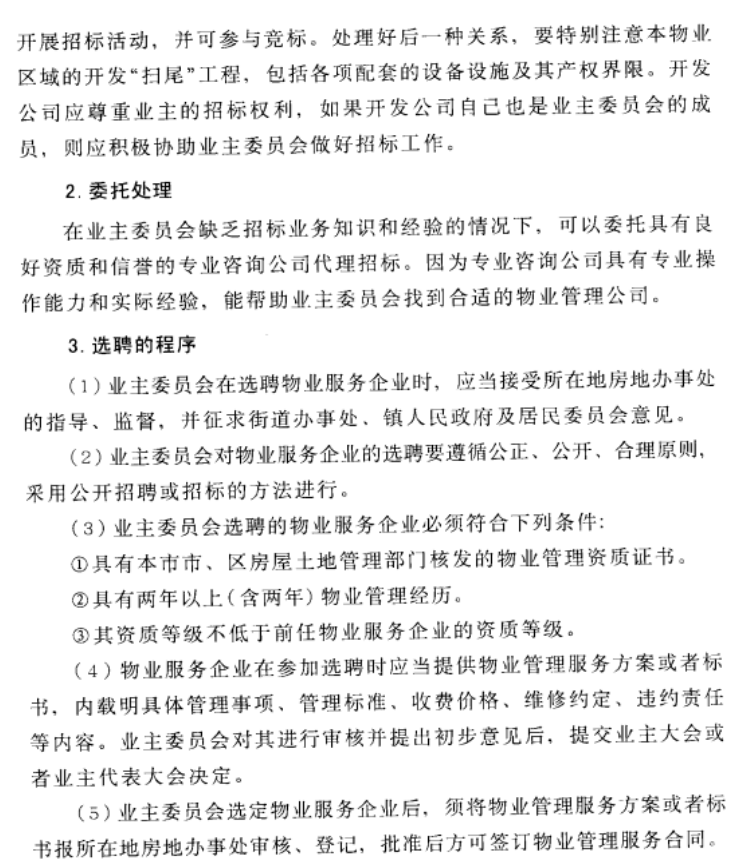 开展招标活动，并可参与竞标。处理好后一种关系，要特别注意本物业
区域的开发“扫尾”工程，包括各项配套的设备设施及其产权界限。开发
公司应尊重业主的招标权利，如果开发公司自己也是业主委员会的成
员，则应积极协助业主委员会做好招标工作。
2.委托处理
在业主委员会缺乏招标业务知识和经验的情况下，可以委托具有良
好资质和信誉的专业咨询公司代理招标。因为专业咨询公司具有专业操
作能力和实际经验，能帮助业主委员会找到合适的物业管理公司。
3.选聘的程序
（1）业主委员会在选聘物业服务企业时，应当接受所在地房地办事处
的指导、监督，并征求街道办事处、镇人民政府及居民委员会意见。
（2）业主委员会对物业服务企业的选聘要遵循公正、公开、合理原则，
采用公开招聘或招标的方法进行。
（3）业主委员会选聘的物业服务企业必须符合下列条件：
①具有本市市、区房屋土地管理部门核发的物业管理资质证书。
②具有两年以上（含两年）物业管理经历。
③其资质等级不低于前任物业服务企业的资质等级。
（4）物业服务企业在参加选聘时应当提供物业管理服务方案或者标
书，内载明具体管理事项、管理标准、收费价格、维修约定、违约责任
等内容。业主委员会对其进行审核并提出初步意见后，提交业主大会或
者业主代表大会决定。
（5）业主委员会选定物业服务企业后，须将物业管理服务方案或者标
书报所在地房地办事处审核、登记，批准后方可签订物业管理服务合同。